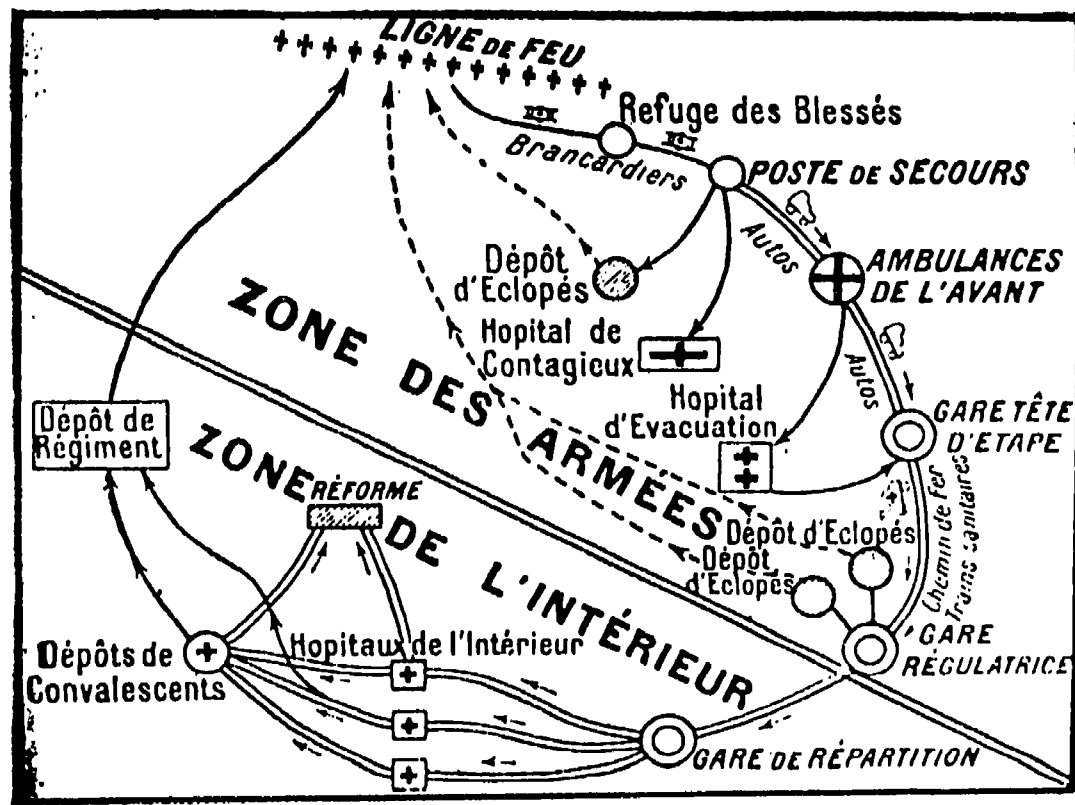 LIGNE DE FEU
Refuge des Blessés
Brancardiers
POSTE DE SECOURS
Autos
AMBULANCES
DE L'AVANT
Dépôt
d'Eclopés
Hopital de
Contagieux
Autos
Hopital
d'Evacuation
GARE TÊTE
D'ETAPE
ZONE DES ARMÉES
Dépôt de
Régiment
ZONE DE L'INTÉRIEUR
RÉFORME
Dépôt d'Eclopés
Dépôt
d'Eclopés
Chemin de Fer
sanitaires
GARE
RÉGULATRICE
Hopitaux de l'Intérieur
Dépôts de
Convalescents
GARE DE RÉPARTITION